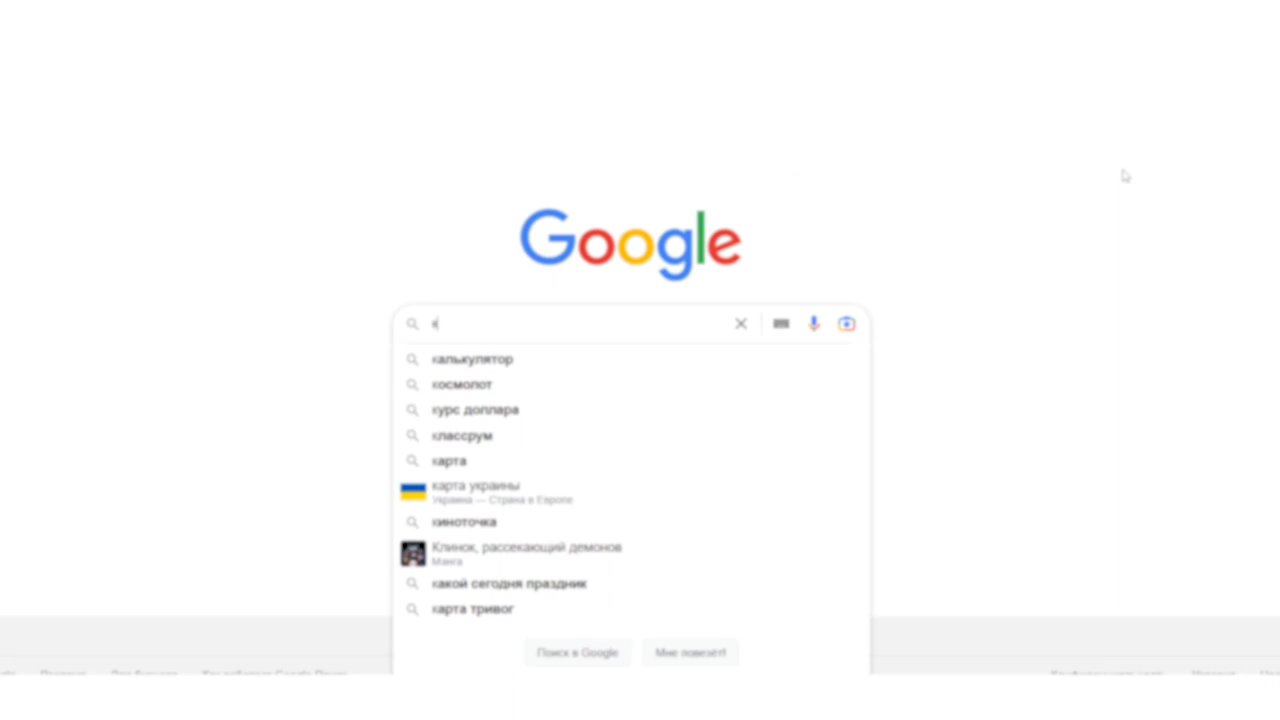 Google
к
калькулятор
космолот
курс доллара
классрум
карта
карта украины
Украина — Страна в Европе
киноточка
Клинок, рассекающий демонов
Манга
какой сегодня праздник
карта тривог
Поиск в Google
Мне повезёт!